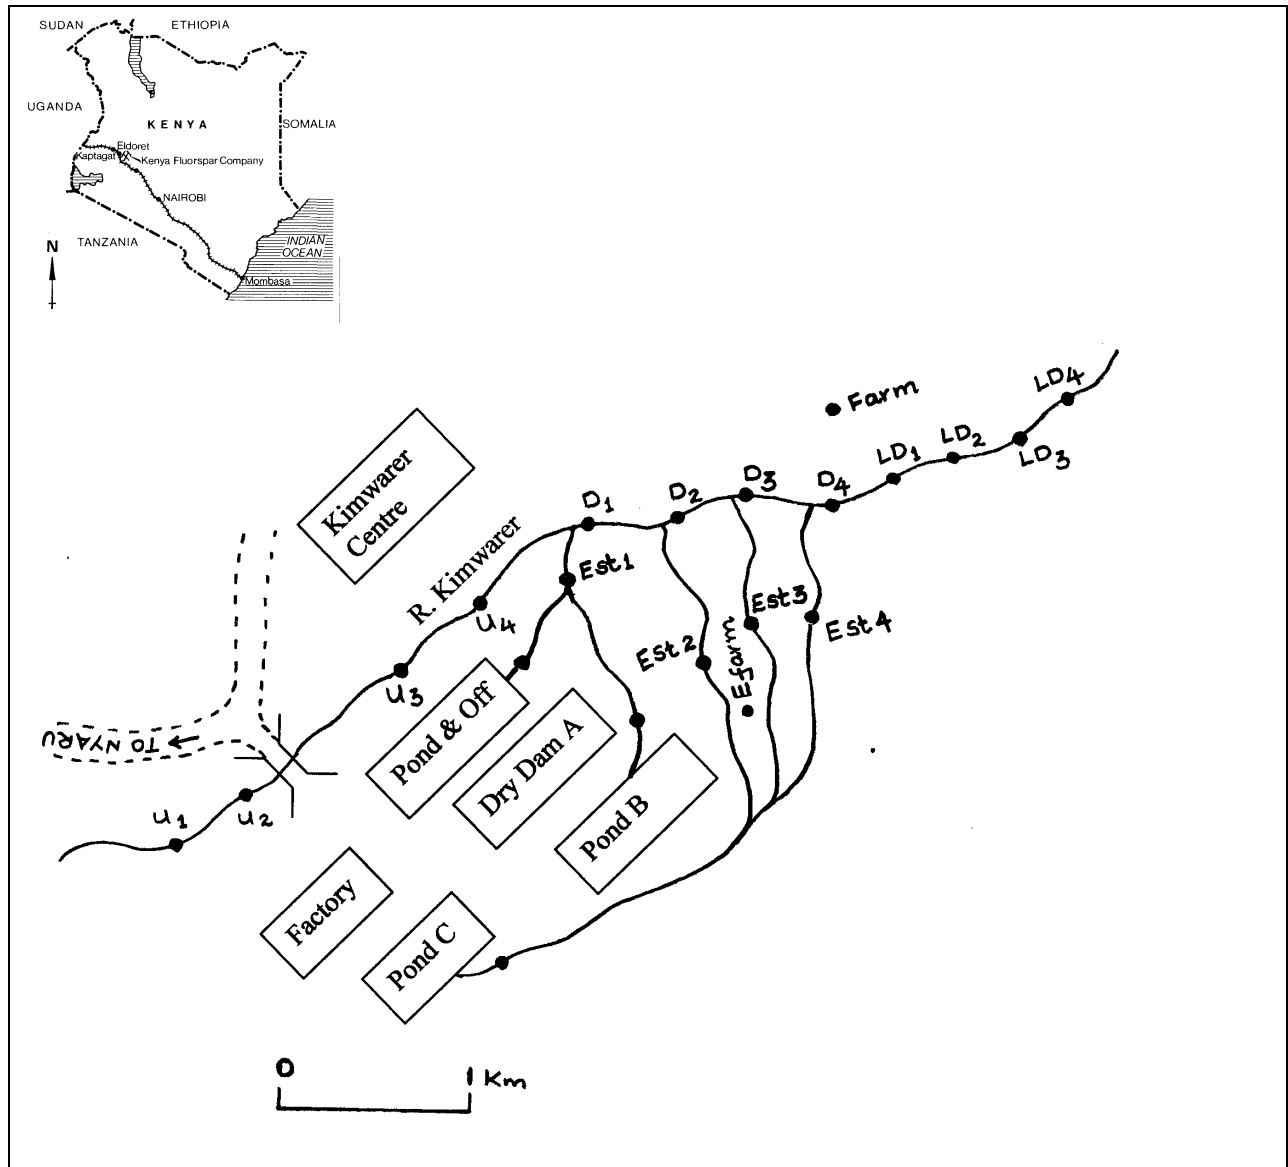 SUDAN
ETHIOPIA
UGANDA
KENYA
SOMALIA
Eldoret
Kaptagat
Kenya Fluorspar Company
NAIROBI
N
TANZANIA
INDIAN
OCEAN
Mombasa
Farm
LD4
LD3
LD2
LD1
D4
D3
D2
D1
Kimwarer
Centre
R. Kimwarer
Est1
U4
Est3
Est4
Efarm
Est2
U3
Pond & Off
Dry Dam A
TO NYARU
Pond B
U1
U2
Factory
Pond C
0
1 Km